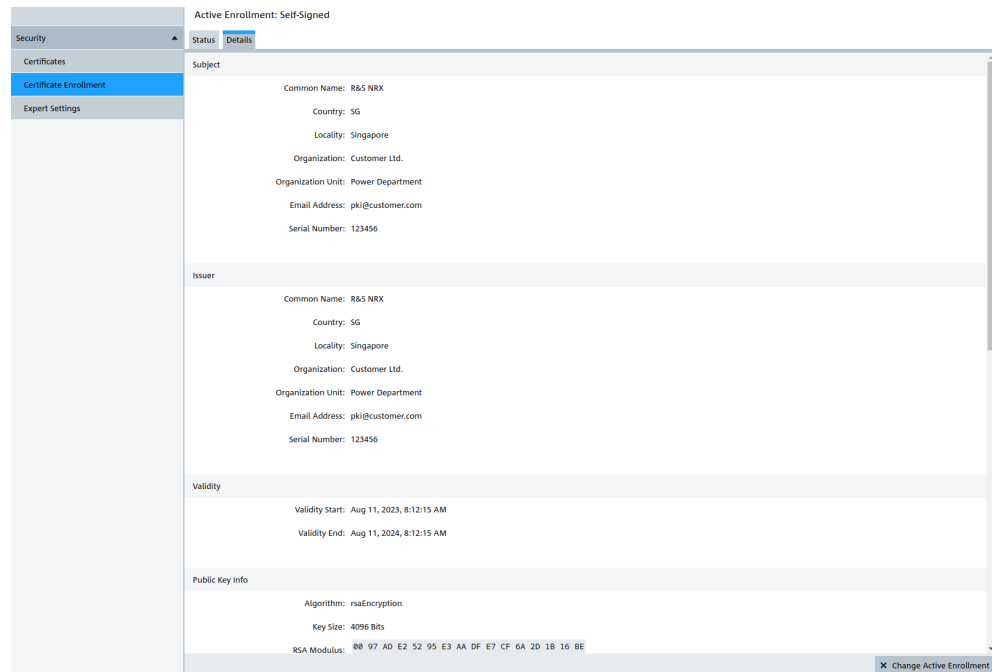 Active Enrollment: Self-Signed
Security
Certificates
Certificate Enrollment
Expert Settings
Status Details
Subject
Common Name: R&S NRX
Country: SG
Locality: Singapore
Organization: Customer Ltd.
Organization Unit: Power Department
Email Address: pki@customer.com
Serial Number: 123456
Issuer
Common Name: R&S NRX
Country: SG
Locality: Singapore
Organization: Customer Ltd.
Organization Unit: Power Department
Email Address: pki@customer.com
Serial Number: 123456
Validity
Validity Start: Aug 11, 2023, 8:12:15 AM
Validity End: Aug 11, 2024, 8:12:15 AM
Public Key Info
Algorithm: rsaEncryption
Key Size: 4096 Bits
RSA Modulus: 00 97 AD E2 52 95 E3 AA DF E7 CF 6A 2D 1B 16 BE
Change Active Enrollment